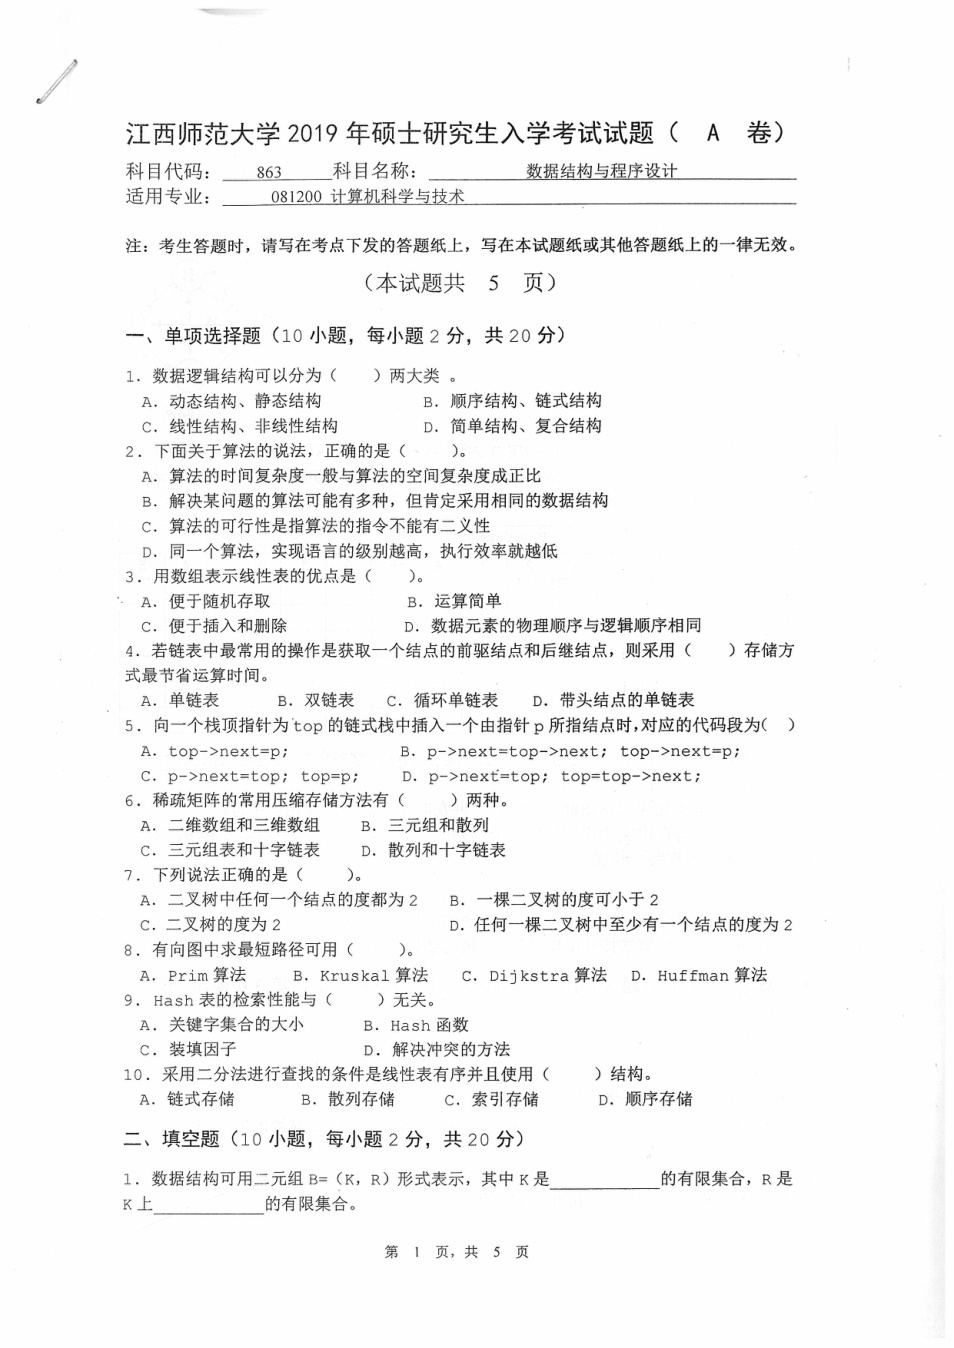 江西师范大学 2019 年硕士研究生入学考试试题（ A 卷）
科目代码： 863 科目名称： 数据结构与程序设计
适用专业： 081200 计算机科学与技术
注：考生答题时，请写在考点下发的答题纸上，写在本试题纸或其他答题纸上的一律无效。
（本试题共 5 页）
一、单项选择题（10 小题，每小题 2 分，共 20 分）
1．数据逻辑结构可以分为（ ）两大类 。
A．动态结构、静态结构 B．顺序结构、链式结构
C．线性结构、非线性结构 D．简单结构、复合结构
2．下面关于算法的说法，正确的是（ ）。
A．算法的时间复杂度一般与算法的空间复杂度成正比
B．解决某问题的算法可能有多种，但肯定采用相同的数据结构
C．算法的可行性是指算法的指令不能有二义性
D．同一个算法，实现语言的级别越高，执行效率就越低
3．用数组表示线性表的优点是（ ）。
A．便于随机存取 B．运算简单
C．便于插入和删除 D．数据元素的物理顺序与逻辑顺序相同
4．若链表中最常用的操作是获取一个结点的前驱结点和后继结点，则采用（ ）存储方
式最节省运算时间。
A．单链表 B．双链表 C．循环单链表 D．带头结点的单链表
5．向一个栈顶指针为 top 的链式栈中插入一个由指针 p 所指结点时，对应的代码段为（ ）
A．top->next=p; B．p->next=top->next; top->next=p;
C．p->next=top; top=p; D．p->next=top; top=top->next;
6．稀疏矩阵的常用压缩存储方法有（ ）两种。
A．二维数组和三维数组 B．三元组和散列
C．三元组表和十字链表 D．散列和十字链表
7．下列说法正确的是（ ）。
A．二叉树中任何一个结点的度都为 2 B．一棵二叉树的度可小于 2
C．二叉树的度为 2 D．任何一棵二叉树中至少有一个结点的度为 2
8．有向图中求最短路径可用（ ）。
A．Prim 算法 B．Kruskal 算法 C．Dijkstra 算法 D．Huffman 算法
9．Hash 表的检索性能与（ ）无关。
A．关键字集合的大小 B．Hash 函数
C．装填因子 D．解决冲突的方法
10．采用二分法进行查找的条件是线性表有序并且使用（ ）结构。
A．链式存储 B．散列存储 C．索引存储 D．顺序存储
二、填空题（10 小题，每小题 2 分，共 20 分）
1．数据结构可用二元组 B=（K，R）形式表示，其中 K 是____________的有限集合，R 是
K 上____________的有限集合。
第 1 页，共 5 页